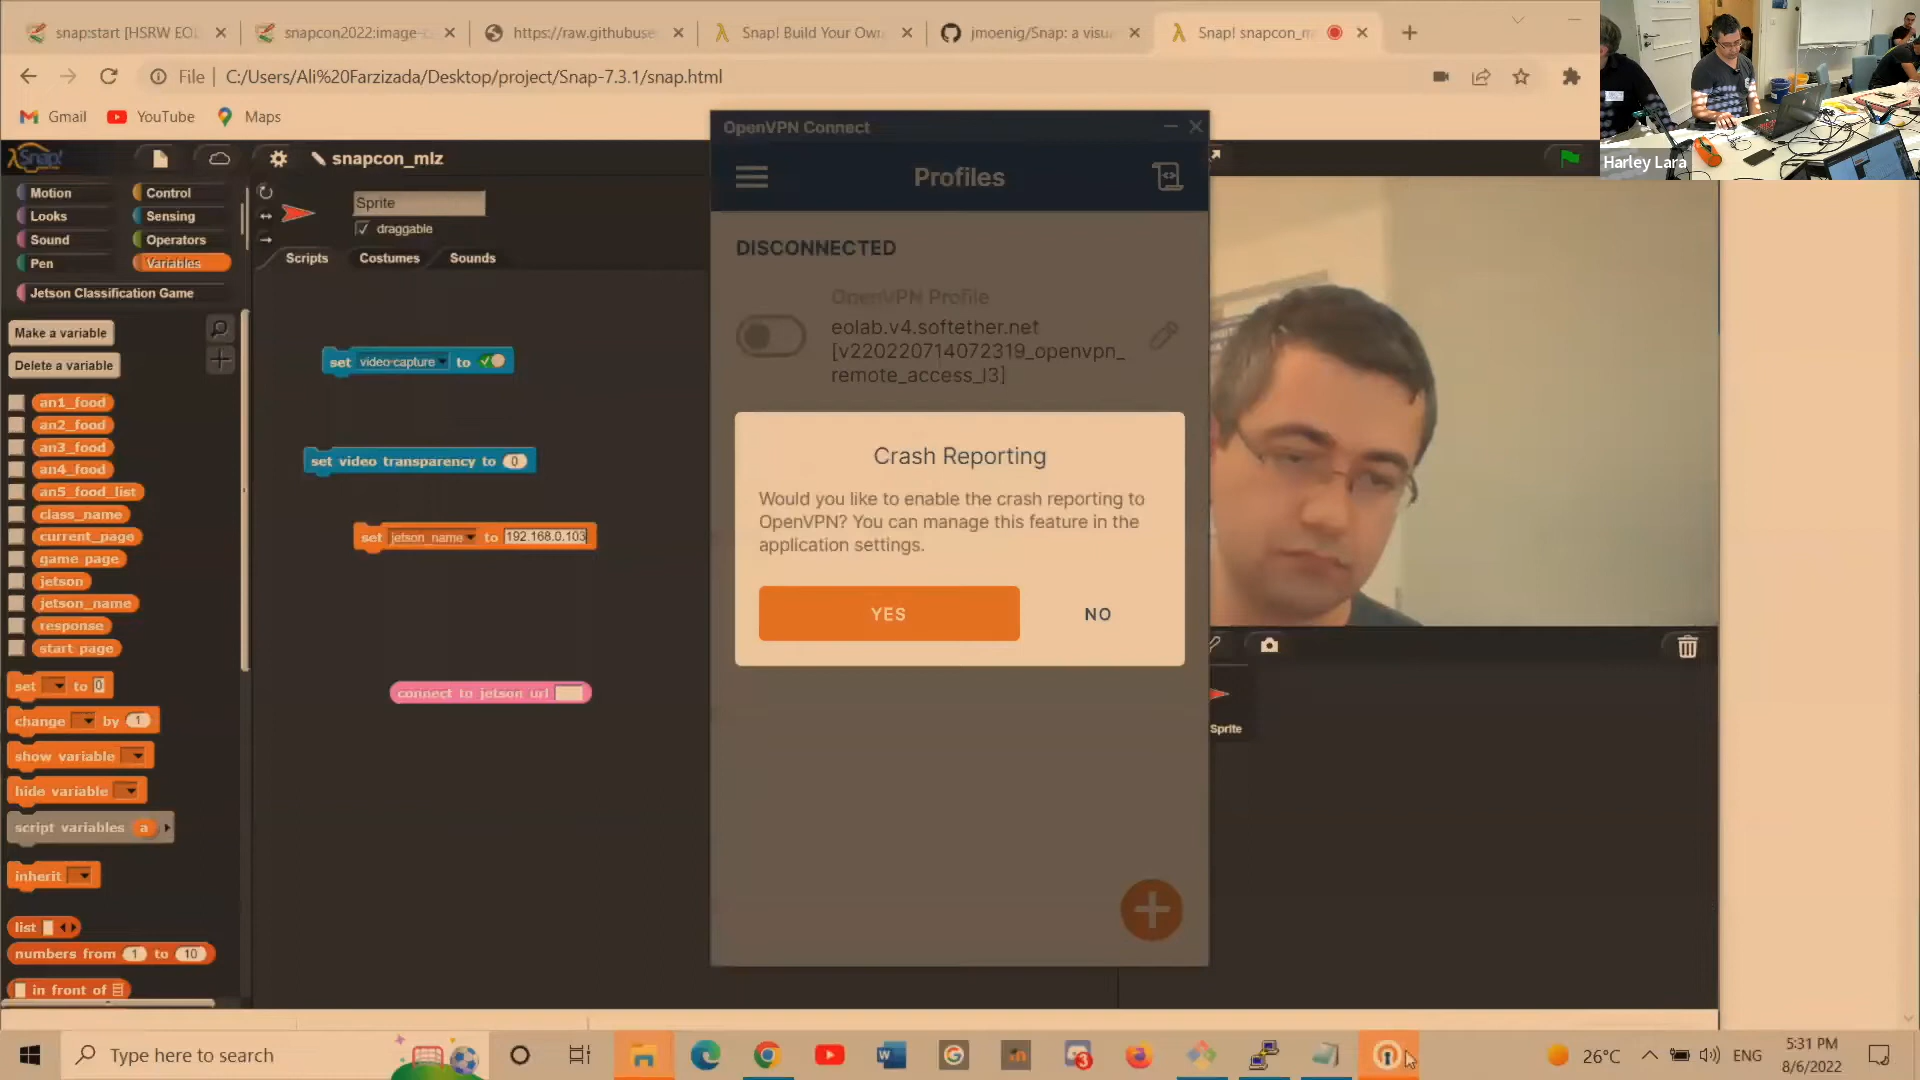 snap:start [HSRW EOL
snapcon2022:image-c
https://raw.githubuse
Snap! Build Your Own
jmoenig/Snap: a visu
Snap! snapcon_m
File
C:/Users/Ali%20Farzizada/Desktop/project/Snap-7.3.1/snap.html
Gmail
YouTube
Maps
Harley Lara
Snap!
snapcon_mlz
Motion
Control
Looks
Sensing
Sound
Operators
Pen
Variables
Jetson Classification Game
Sprite
draggable
Scripts
Costumes
Sounds
Make a variable
Delete a variable
an1_food
an2_food
an3_food
an4_food
an5_food_list
class_name
current_page
game page
jetson
jetson_name
response
start page
set to 0
change by 1
show variable
hide variable
script variables a
inherit
list
numbers from 1 to 10
in front of
set video capture to
set video transparency to 0
set jetson_name to 192.168.0.103
connect to jetson url
OpenVPN Connect
Profiles
DISCONNECTED
OpenVPN Profile
eolab.v4.softether.net
[v220220714072319_openvpn_
remote_access_l3]
Crash Reporting
Would you like to enable the crash reporting to
OpenVPN? You can manage this feature in the
application settings.
YES
NO
Sprite
Type here to search
3
26°C
ENG
5:31 PM
8/6/2022